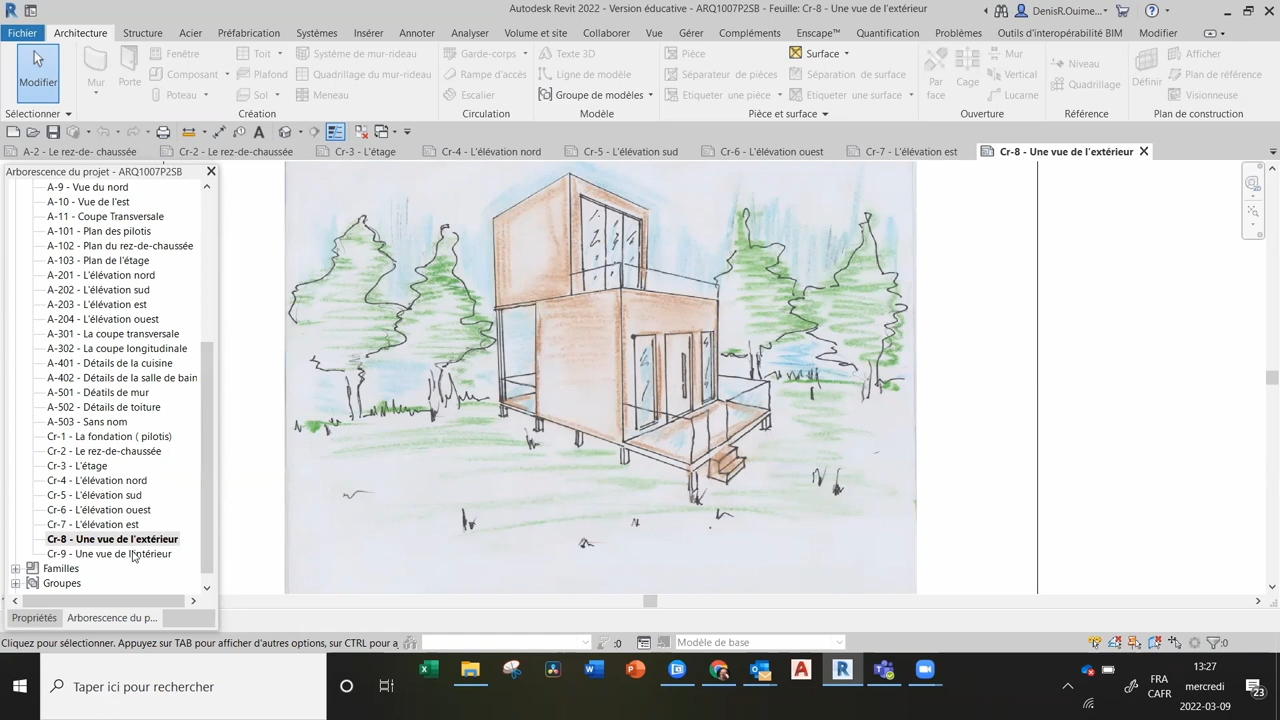 Autodesk Revit 2022 - Version éducative - ARQ1007P2SB - Feuille: Cr-8 - Une vue de l'extérieur
DenisR.Ouime...
Fichier Architecture Structure Acier Préfabrication Systèmes Insérer Annoter Analyser Volume et site Collaborer Vue Gérer Compléments Enscape™ Quantification Problèmes Outils d'interopérabilité BIM Modifier
Modifier
Mur
Porte
Fenêtre
Composant
Poteau
Toit
Plafond
Sol
Système de mur-rideau
Quadrillage du mur-rideau
Meneau
Garde-corps
Rampe d'accès
Escalier
Texte 3D
Ligne de modèle
Groupe de modèles
Pièce
Séparateur de pièces
Etiqueter une pièce
Surface
Séparation de surface
Etiqueter une surface
Par
face
Cage
Mur
Vertical
Lucarne
Niveau
Quadrillage
Définir
Afficher
Plan de référence
Visionneuse
Sélectionner Création Circulation Modèle Pièce et surface Ouverture Référence Plan de construction
A-2 - Le rez-de- chaussée Cr-2 - Le rez-de-chaussée Cr-3 - L'étage Cr-4 - L'élévation nord Cr-5 - L'élévation sud Cr-6 - L'élévation ouest Cr-7 - L'élévation est Cr-8 - Une vue de l'extérieur
Arborescence du projet - ARQ1007P2SB
A-9 - Vue du nord
A-10 - Vue de l'est
A-11 - Coupe Transversale
A-101 - Plan des pilotis
A-102 - Plan du rez-de-chaussée
A-103 - Plan de l'étage
A-201 - L'élévation nord
A-202 - L'élévation sud
A-203 - L'élévation est
A-204 - L'élévation ouest
A-301 - La coupe transversale
A-302 - La coupe longitudinale
A-401 - Détails de la cuisine
A-402 - Détails de la salle de bain
A-501 - Détails de mur
A-502 - Détails de toiture
A-503 - Sans nom
Cr-1 - La fondation ( pilotis)
Cr-2 - Le rez-de-chaussée
Cr-3 - L'étage
Cr-4 - L'élévation nord
Cr-5 - L'élévation sud
Cr-6 - L'élévation ouest
Cr-7 - L'élévation est
Cr-8 - Une vue de l'extérieur
Cr-9 - Une vue de l'intérieur
Familles
Groupes
Propriétés Arborescence du p...
Cliquez pour sélectionner. Appuyez sur TAB pour afficher d'autres options, sur CTRL pour a
:0
Modèle de base
:0
Taper ici pour rechercher
FRA
CAFR
13:27
mercredi
2022-03-09
23